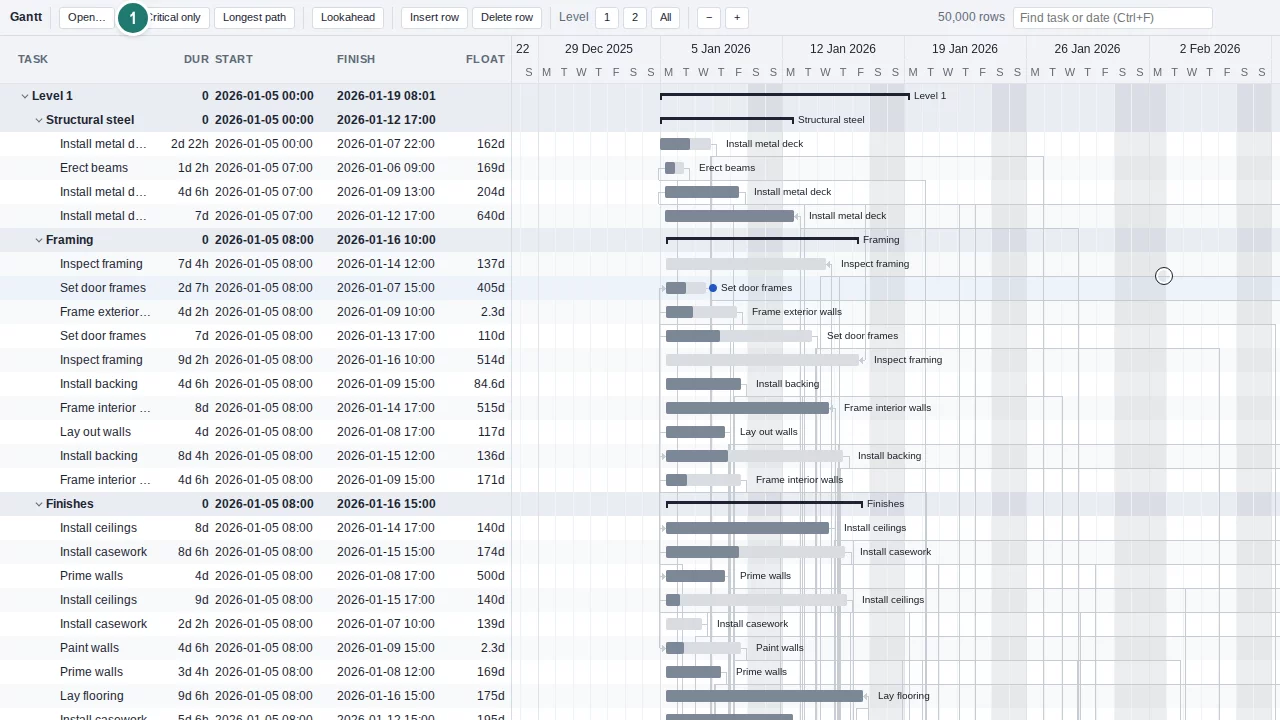 Gantt Open… 1 Critical only Longest path Lookahead Insert row Delete row Level 1 2 All − + 50,000 rows Find task or date (Ctrl+F)
TASK DUR START FINISH FLOAT
22 29 Dec 2025 5 Jan 2026 12 Jan 2026 19 Jan 2026 26 Jan 2026 2 Feb 2026
S M T W T F S S M T W T F S S M T W T F S S M T W T F S S M T W T F S S M T W T F S S
Level 1 0 2026-01-05 00:00 2026-01-19 08:01 Level 1
Structural steel 0 2026-01-05 00:00 2026-01-12 17:00 Structural steel
Install metal d… 2d 22h 2026-01-05 00:00 2026-01-07 22:00 162d Install metal deck
Erect beams 1d 2h 2026-01-05 07:00 2026-01-06 09:00 169d Erect beams
Install metal d… 4d 6h 2026-01-05 07:00 2026-01-09 13:00 204d Install metal deck
Install metal d… 7d 2026-01-05 07:00 2026-01-12 17:00 640d Install metal deck
Framing 0 2026-01-05 08:00 2026-01-16 10:00 Framing
Inspect framing 7d 4h 2026-01-05 08:00 2026-01-14 12:00 137d Inspect framing
Set door frames 2d 7h 2026-01-05 08:00 2026-01-07 15:00 405d Set door frames
Frame exterior… 4d 2h 2026-01-05 08:00 2026-01-09 10:00 2.3d Frame exterior walls
Set door frames 7d 2026-01-05 08:00 2026-01-13 17:00 110d Set door frames
Inspect framing 9d 2h 2026-01-05 08:00 2026-01-16 10:00 514d Inspect framing
Install backing 4d 6h 2026-01-05 08:00 2026-01-09 15:00 84.6d Install backing
Frame interior … 8d 2026-01-05 08:00 2026-01-14 17:00 515d Frame interior walls
Lay out walls 4d 2026-01-05 08:00 2026-01-08 17:00 117d Lay out walls
Install backing 8d 4h 2026-01-05 08:00 2026-01-15 12:00 136d Install backing
Frame interior … 4d 6h 2026-01-05 08:00 2026-01-09 15:00 171d Frame interior walls
Finishes 0 2026-01-05 08:00 2026-01-16 15:00 Finishes
Install ceilings 8d 2026-01-05 08:00 2026-01-14 17:00 140d Install ceilings
Install casework 8d 6h 2026-01-05 08:00 2026-01-15 15:00 174d Install casework
Prime walls 4d 2026-01-05 08:00 2026-01-08 17:00 500d Prime walls
Install ceilings 9d 2026-01-05 08:00 2026-01-15 17:00 140d Install ceilings
Install casework 2d 2h 2026-01-05 08:00 2026-01-07 10:00 139d Install casework
Paint walls 4d 6h 2026-01-05 08:00 2026-01-09 15:00 2.3d Paint walls
Prime walls 3d 4h 2026-01-05 08:00 2026-01-08 12:00 169d Prime walls
Lay flooring 9d 6h 2026-01-05 08:00 2026-01-16 15:00 175d Lay flooring
Install casework 5d 6h 2026-01-05 08:00 2026-01-12 15:00 195d